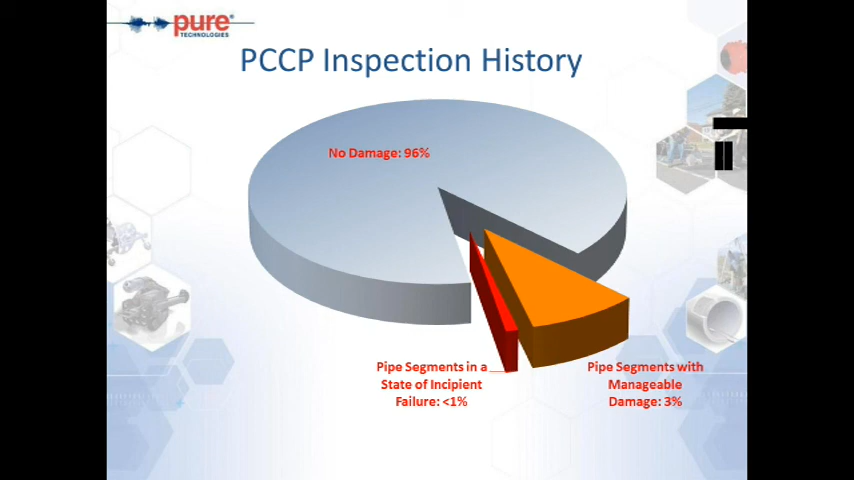 pure®
TECHNOLOGIES
PCCP Inspection History
No Damage: 96%
Pipe Segments in a
State of Incipient
Failure: <1%
Pipe Segments with
Manageable
Damage: 3%